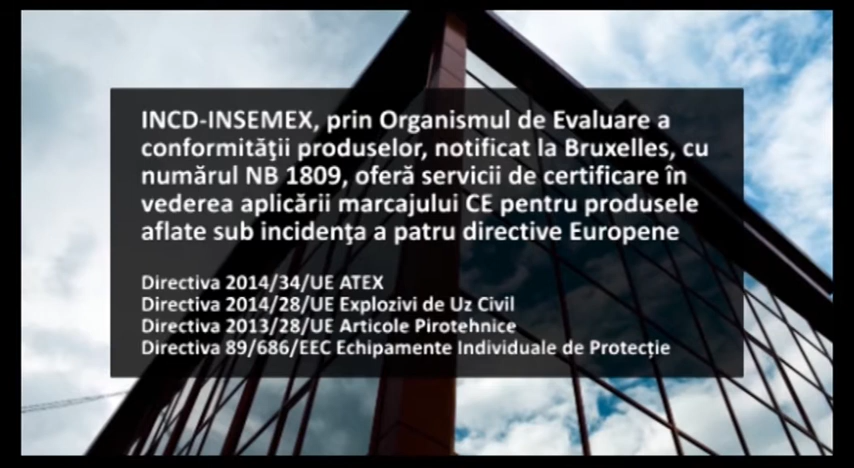 INCD-INSEMEX, prin Organismul de Evaluare a
conformităţii produselor, notificat la Bruxelles, cu
numărul NB 1809, oferă servicii de certificare în
vederea aplicării marcajului CE pentru produsele
aflate sub incidenţa a patru directive Europene
Directiva 2014/34/UE ATEX
Directiva 2014/28/UE Explozivi de Uz Civil
Directiva 2013/28/UE Articole Pirotehnice
Directiva 89/686/EEC Echipamente Individuale de Protecție